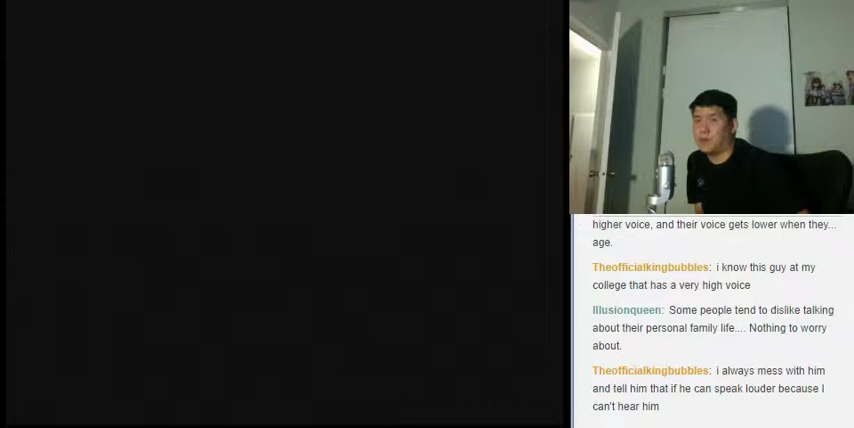 higher voice, and their voice gets lower when they...
age.
Theofficialkingbubbles: i know this guy at my
college that has a very high voice
Illusionqueen: Some people tend to dislike talking
about their personal family life.... Nothing to worry
about.
Theofficialkingbubbles: i always mess with him
and tell him that if he can speak louder because I
can't hear him